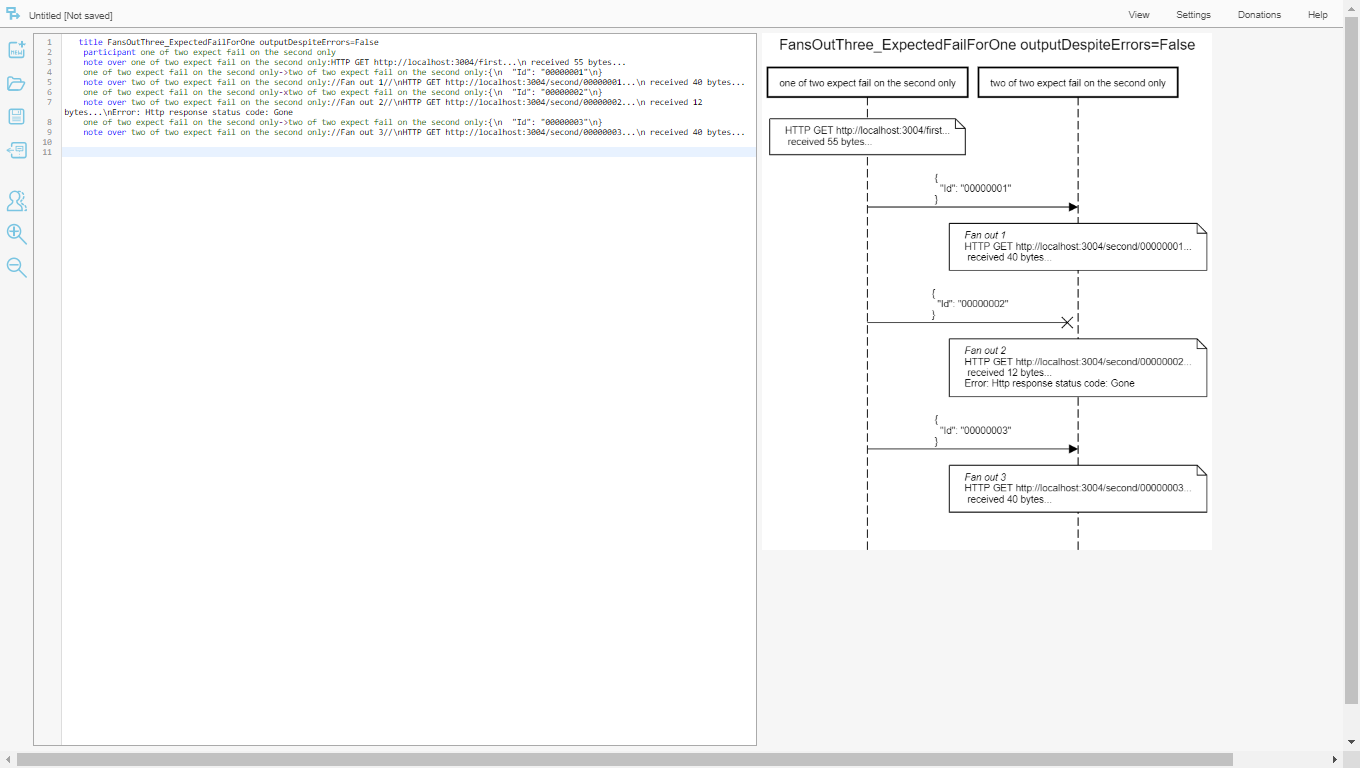 Untitled [Not saved]
View Settings Donations Help
NEW
1 title FansOutThree_ExpectedFailForOne outputDespiteErrors=False
2 participant one of two expect fail on the second only
3 note over one of two expect fail on the second only:HTTP GET http://localhost:3004/first...\n received 55 bytes...
4 one of two expect fail on the second only->two of two expect fail on the second only:{\n  "Id": "00000001"\n}
5 note over two of two expect fail on the second only://Fan out 1//\nHTTP GET http://localhost:3004/second/00000001...\n received 40 bytes...
6 one of two expect fail on the second only-xtwo of two expect fail on the second only:{\n  "Id": "00000002"\n}
7 note over two of two expect fail on the second only://Fan out 2//\nHTTP GET http://localhost:3004/second/00000002...\n received 12
bytes...\nError: Http response status code: Gone
8 one of two expect fail on the second only->two of two expect fail on the second only:{\n  "Id": "00000003"\n}
9 note over two of two expect fail on the second only://Fan out 3//\nHTTP GET http://localhost:3004/second/00000003...\n received 40 bytes...
10
11
FansOutThree_ExpectedFailForOne outputDespiteErrors=False
one of two expect fail on the second only two of two expect fail on the second only
HTTP GET http://localhost:3004/first...
received 55 bytes...
{
"Id": "00000001"
}
Fan out 1
HTTP GET http://localhost:3004/second/00000001...
received 40 bytes...
{
"Id": "00000002"
}
Fan out 2
HTTP GET http://localhost:3004/second/00000002...
received 12 bytes...
Error: Http response status code: Gone
{
"Id": "00000003"
}
Fan out 3
HTTP GET http://localhost:3004/second/00000003...
received 40 bytes...